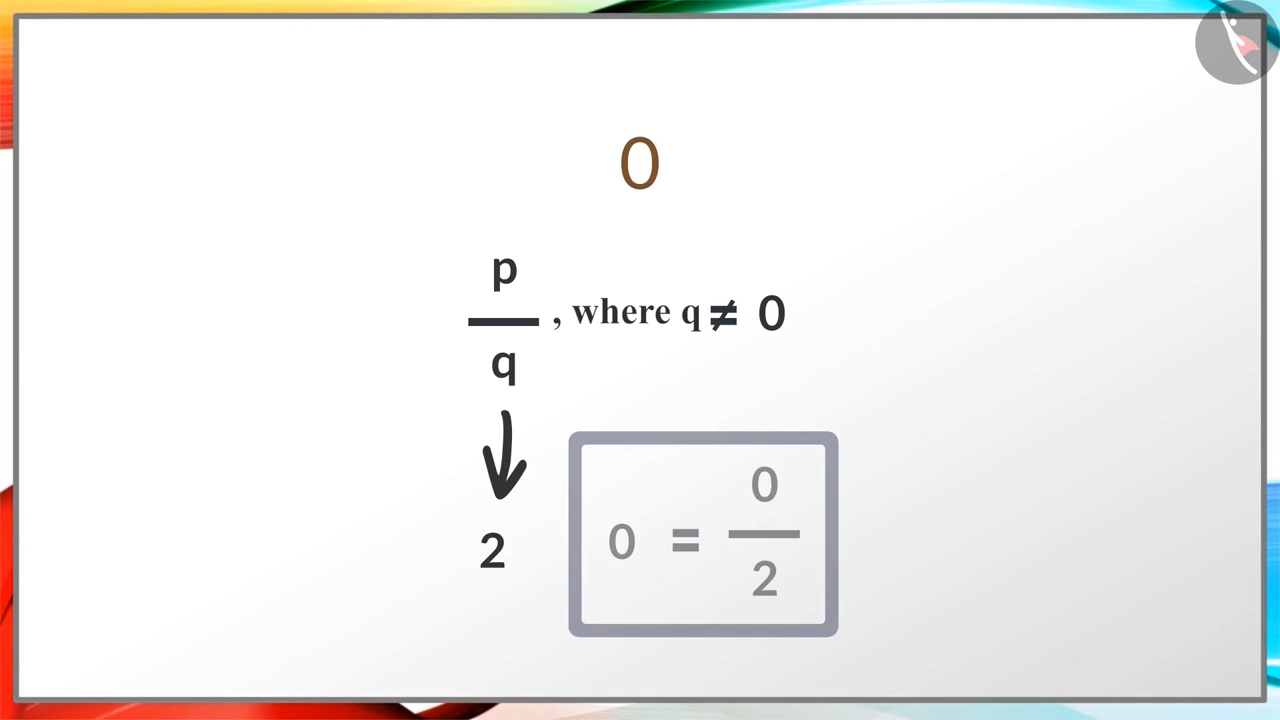 0
p
, where q ≠ 0
q
2
0
0 =
2